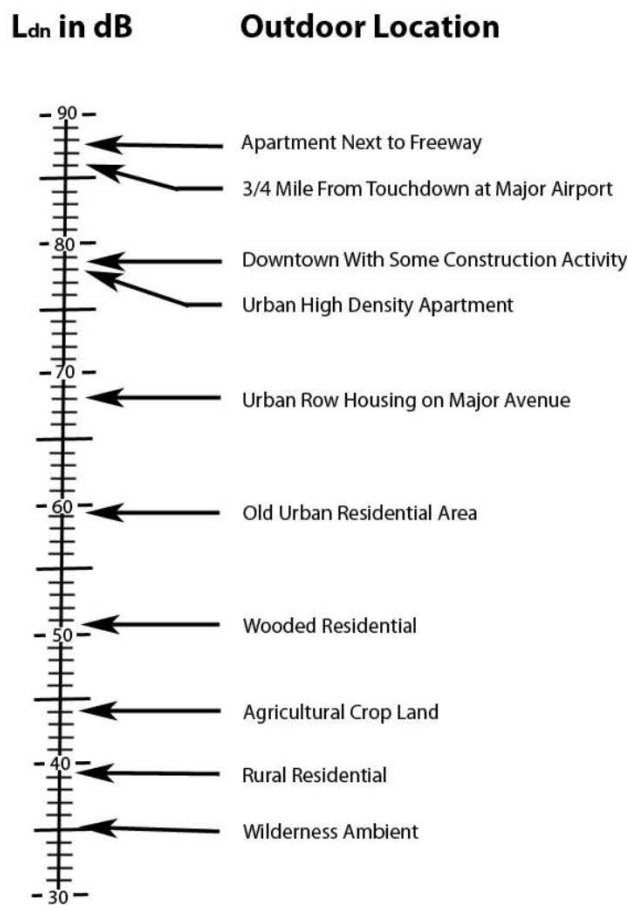 Ldn in dB Outdoor Location
90
Apartment Next to Freeway
3/4 Mile From Touchdown at Major Airport
80
Downtown With Some Construction Activity
Urban High Density Apartment
70
Urban Row Housing on Major Avenue
60
Old Urban Residential Area
Wooded Residential
50
Agricultural Crop Land
40
Rural Residential
Wilderness Ambient
30